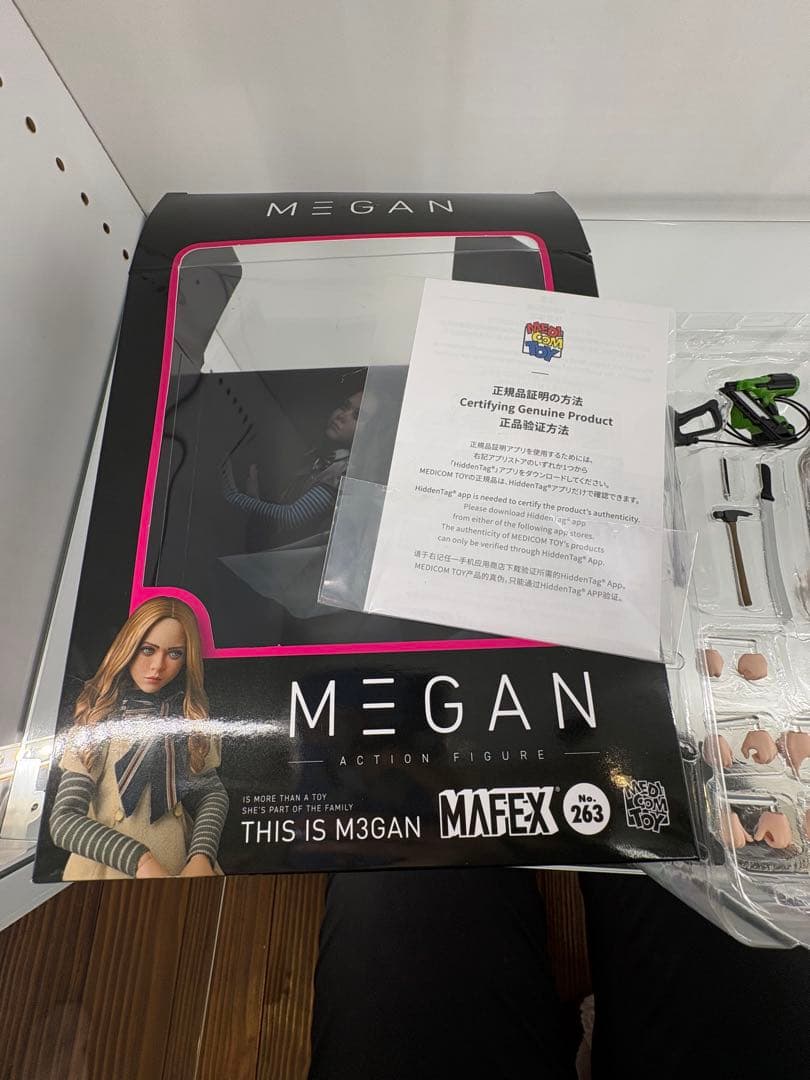 MEGAN
MEDI
COM
TOY
正規品証明の方法
Certifying Genuine Product
正品验证方法
正規品証明アプリを使用するためには、
右記アプリストアのいずれか1つから
「HiddenTag®」アプリをダウンロードしてください。
MEDICOM TOYの正規品は、HiddenTag®アプリだけで確認できます。
HiddenTag® app is needed to certify the product's authenticity.
Please download HiddenTag® app
from either of the following app stores.
The authenticity of MEDICOM TOY's products
can only be verified through HiddenTag® App.
请于右记任一手机应用商店下载验证所需的HiddenTag® App。
MEDICOM TOY产品的真伪，只能通过HiddenTag® APP验证。
MEGAN
ACTION FIGURE
IS MORE THAN A TOY
SHE'S PART OF THE FAMILY
THIS IS M3GAN
MAFEX
No.
263
MEDI
COM
TOY